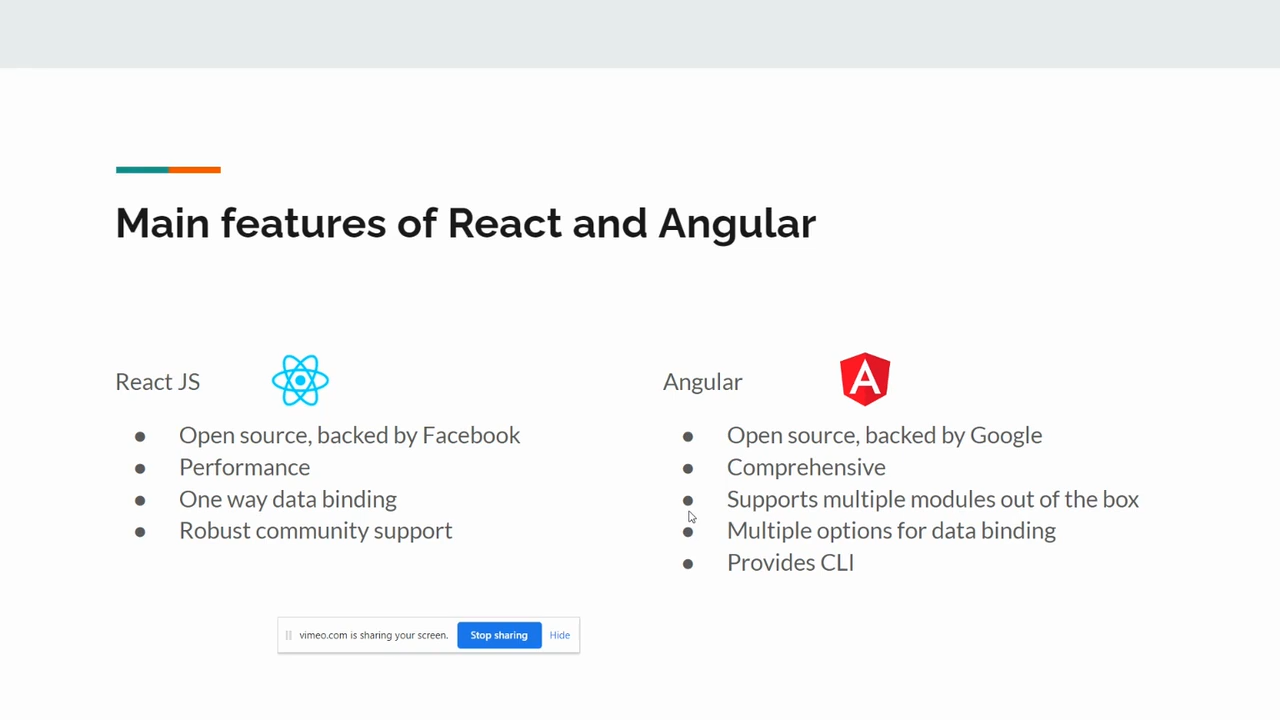 Main features of React and Angular
React JS
● Open source, backed by Facebook
● Performance
● One way data binding
● Robust community support
Angular
● Open source, backed by Google
● Comprehensive
● Supports multiple modules out of the box
● Multiple options for data binding
● Provides CLI
vimeo.com is sharing your screen. Stop sharing Hide